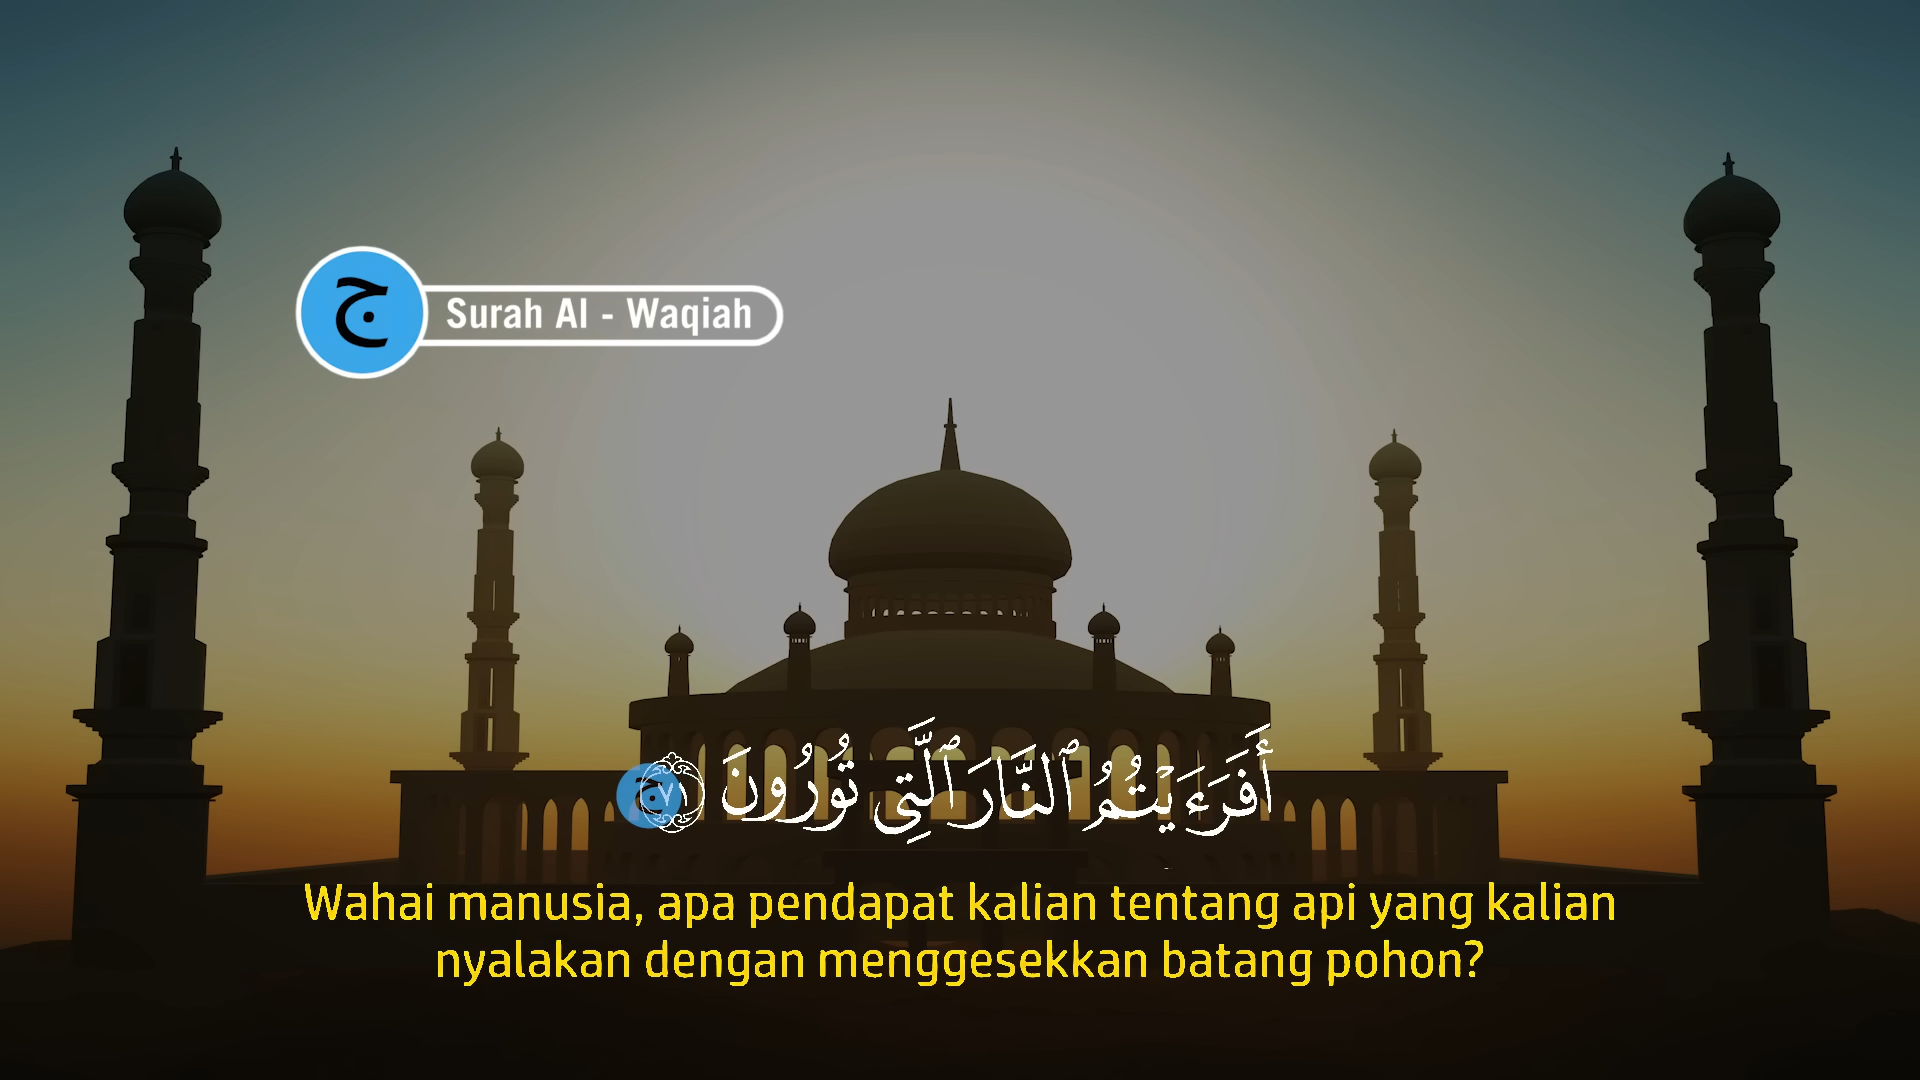 ج
Surah Al - Waqiah
أَفَرَءَيْتُمُ ٱلنَّارَ ٱلَّتِى تُورُونَ ٧١
ج
Wahai manusia, apa pendapat kalian tentang api yang kalian
nyalakan dengan menggesekkan batang pohon?